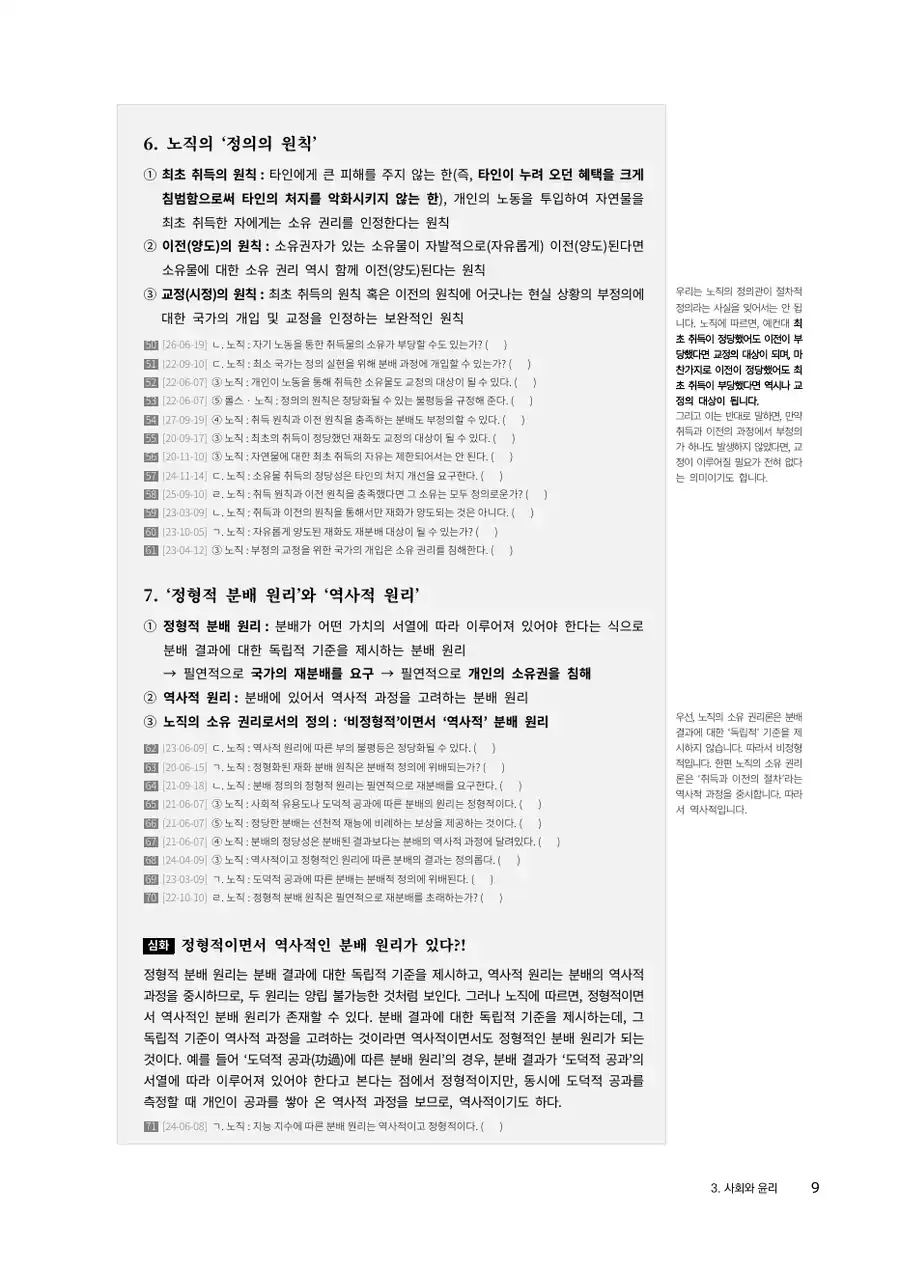 6. 노직의 ‘정의의 원칙’
① 최초 취득의 원칙 : 타인에게 큰 피해를 주지 않는 한(즉, 타인이 누려 오던 혜택을 크게
침범함으로써 타인의 처지를 악화시키지 않는 한), 개인의 노동을 투입하여 자연물을
최초 취득한 자에게는 소유 권리를 인정한다는 원칙
② 이전(양도)의 원칙 : 소유권자가 있는 소유물이 자발적으로(자유롭게) 이전(양도)된다면
소유물에 대한 소유 권리 역시 함께 이전(양도)된다는 원칙
③ 교정(시정)의 원칙 : 최초 취득의 원칙 혹은 이전의 원칙에 어긋나는 현실 상황의 부정의에
대한 국가의 개입 및 교정을 인정하는 보완적인 원칙
50 [26-06-19] ㄴ. 노직 : 자기 노동을 통한 취득물의 소유가 부당할 수도 있는가? ( )
51 [22-09-10] ㄷ. 노직 : 최소 국가는 정의 실현을 위해 분배 과정에 개입할 수 있는가? ( )
52 [22-06-07] ③ 노직 : 개인이 노동을 통해 취득한 소유물도 교정의 대상이 될 수 있다. ( )
53 [22-06-07] ⑤ 롤스 · 노직 : 정의의 원칙은 정당화될 수 있는 불평등을 규정해 준다. ( )
54 [27-09-19] ④ 노직 : 취득 원칙과 이전 원칙을 충족하는 분배도 부정의할 수 있다. ( )
55 [20-09-17] ③ 노직 : 최초의 취득이 정당했던 재화도 교정의 대상이 될 수 있다. ( )
56 [20-11-10] ③ 노직 : 자연물에 대한 최초 취득의 자유는 제한되어서는 안 된다. ( )
57 [24-11-14] ㄷ. 노직 : 소유물 취득의 정당성은 타인의 처지 개선을 요구한다. ( )
58 [25-09-10] ㄹ. 노직 : 취득 원칙과 이전 원칙을 충족했다면 그 소유는 모두 정의로운가? ( )
59 [23-03-09] ㄴ. 노직 : 취득과 이전의 원칙을 통해서만 재화가 양도되는 것은 아니다. ( )
60 [23-10-05] ㄱ. 노직 : 자유롭게 양도된 재화도 재분배 대상이 될 수 있는가? ( )
61 [23-04-12] ③ 노직 : 부정의 교정을 위한 국가의 개입은 소유 권리를 침해한다. ( )
우리는 노직의 정의관이 절차적
정의라는 사실을 잊어서는 안 됩
니다. 노직에 따르면, 예컨대 최
초 취득이 정당했어도 이전이 부
당했다면 교정의 대상이 되며, 마
찬가지로 이전이 정당했어도 최
초 취득이 부당했다면 역시나 교
정의 대상이 됩니다.
그리고 이는 반대로 말하면, 만약
취득과 이전의 과정에서 부정의
가 하나도 발생하지 않았다면, 교
정이 이루어질 필요가 전혀 없다
는 의미이기도 합니다.
7. ‘정형적 분배 원리’와 ‘역사적 원리’
① 정형적 분배 원리 : 분배가 어떤 가치의 서열에 따라 이루어져 있어야 한다는 식으로
분배 결과에 대한 독립적 기준을 제시하는 분배 원리
→ 필연적으로 국가의 재분배를 요구 → 필연적으로 개인의 소유권을 침해
② 역사적 원리 : 분배에 있어서 역사적 과정을 고려하는 분배 원리
③ 노직의 소유 권리로서의 정의 : ‘비정형적’이면서 ‘역사적’ 분배 원리
62 [23-06-09] ㄷ. 노직 : 역사적 원리에 따른 부의 불평등은 정당화될 수 있다. ( )
63 [20-06-15] ㄱ. 노직 : 정형화된 재화 분배 원칙은 분배적 정의에 위배되는가? ( )
64 [21-09-18] ㄴ. 노직 : 분배 정의의 정형적 원리는 필연적으로 재분배를 요구한다. ( )
65 [21-06-07] ③ 노직 : 사회적 유용도나 도덕적 공과에 따른 분배의 원리는 정형적이다. ( )
66 [21-06-07] ⑤ 노직 : 정당한 분배는 선천적 재능에 비례하는 보상을 제공하는 것이다. ( )
67 [21-06-07] ④ 노직 : 분배의 정당성은 분배된 결과보다는 분배의 역사적 과정에 달려있다. ( )
68 [24-04-09] ③ 노직 : 역사적이고 정형적인 원리에 따른 분배의 결과는 정의롭다. ( )
69 [23-03-09] ㄱ. 노직 : 도덕적 공과에 따른 분배는 분배적 정의에 위배된다. ( )
70 [22-10-10] ㄹ. 노직 : 정형적 분배 원칙은 필연적으로 재분배를 초래하는가? ( )
우선, 노직의 소유 권리론은 분배
결과에 대한 ‘독립적’ 기준을 제
시하지 않습니다. 따라서 비정형
적입니다. 한편 노직의 소유 권리
론은 ‘취득과 이전의 절차’라는
역사적 과정을 중시합니다. 따라
서 역사적입니다.
심화 정형적이면서 역사적인 분배 원리가 있다?!
정형적 분배 원리는 분배 결과에 대한 독립적 기준을 제시하고, 역사적 원리는 분배의 역사적
과정을 중시하므로, 두 원리는 양립 불가능한 것처럼 보인다. 그러나 노직에 따르면, 정형적이면
서 역사적인 분배 원리가 존재할 수 있다. 분배 결과에 대한 독립적 기준을 제시하는데, 그
독립적 기준이 역사적 과정을 고려하는 것이라면 역사적이면서도 정형적인 분배 원리가 되는
것이다. 예를 들어 ‘도덕적 공과(功過)에 따른 분배 원리’의 경우, 분배 결과가 ‘도덕적 공과’의
서열에 따라 이루어져 있어야 한다고 본다는 점에서 정형적이지만, 동시에 도덕적 공과를
측정할 때 개인이 공과를 쌓아 온 역사적 과정을 보므로, 역사적이기도 하다.
71 [24-06-08] ㄱ. 노직 : 지능 지수에 따른 분배 원리는 역사적이고 정형적이다. ( )
3. 사회와 윤리 9